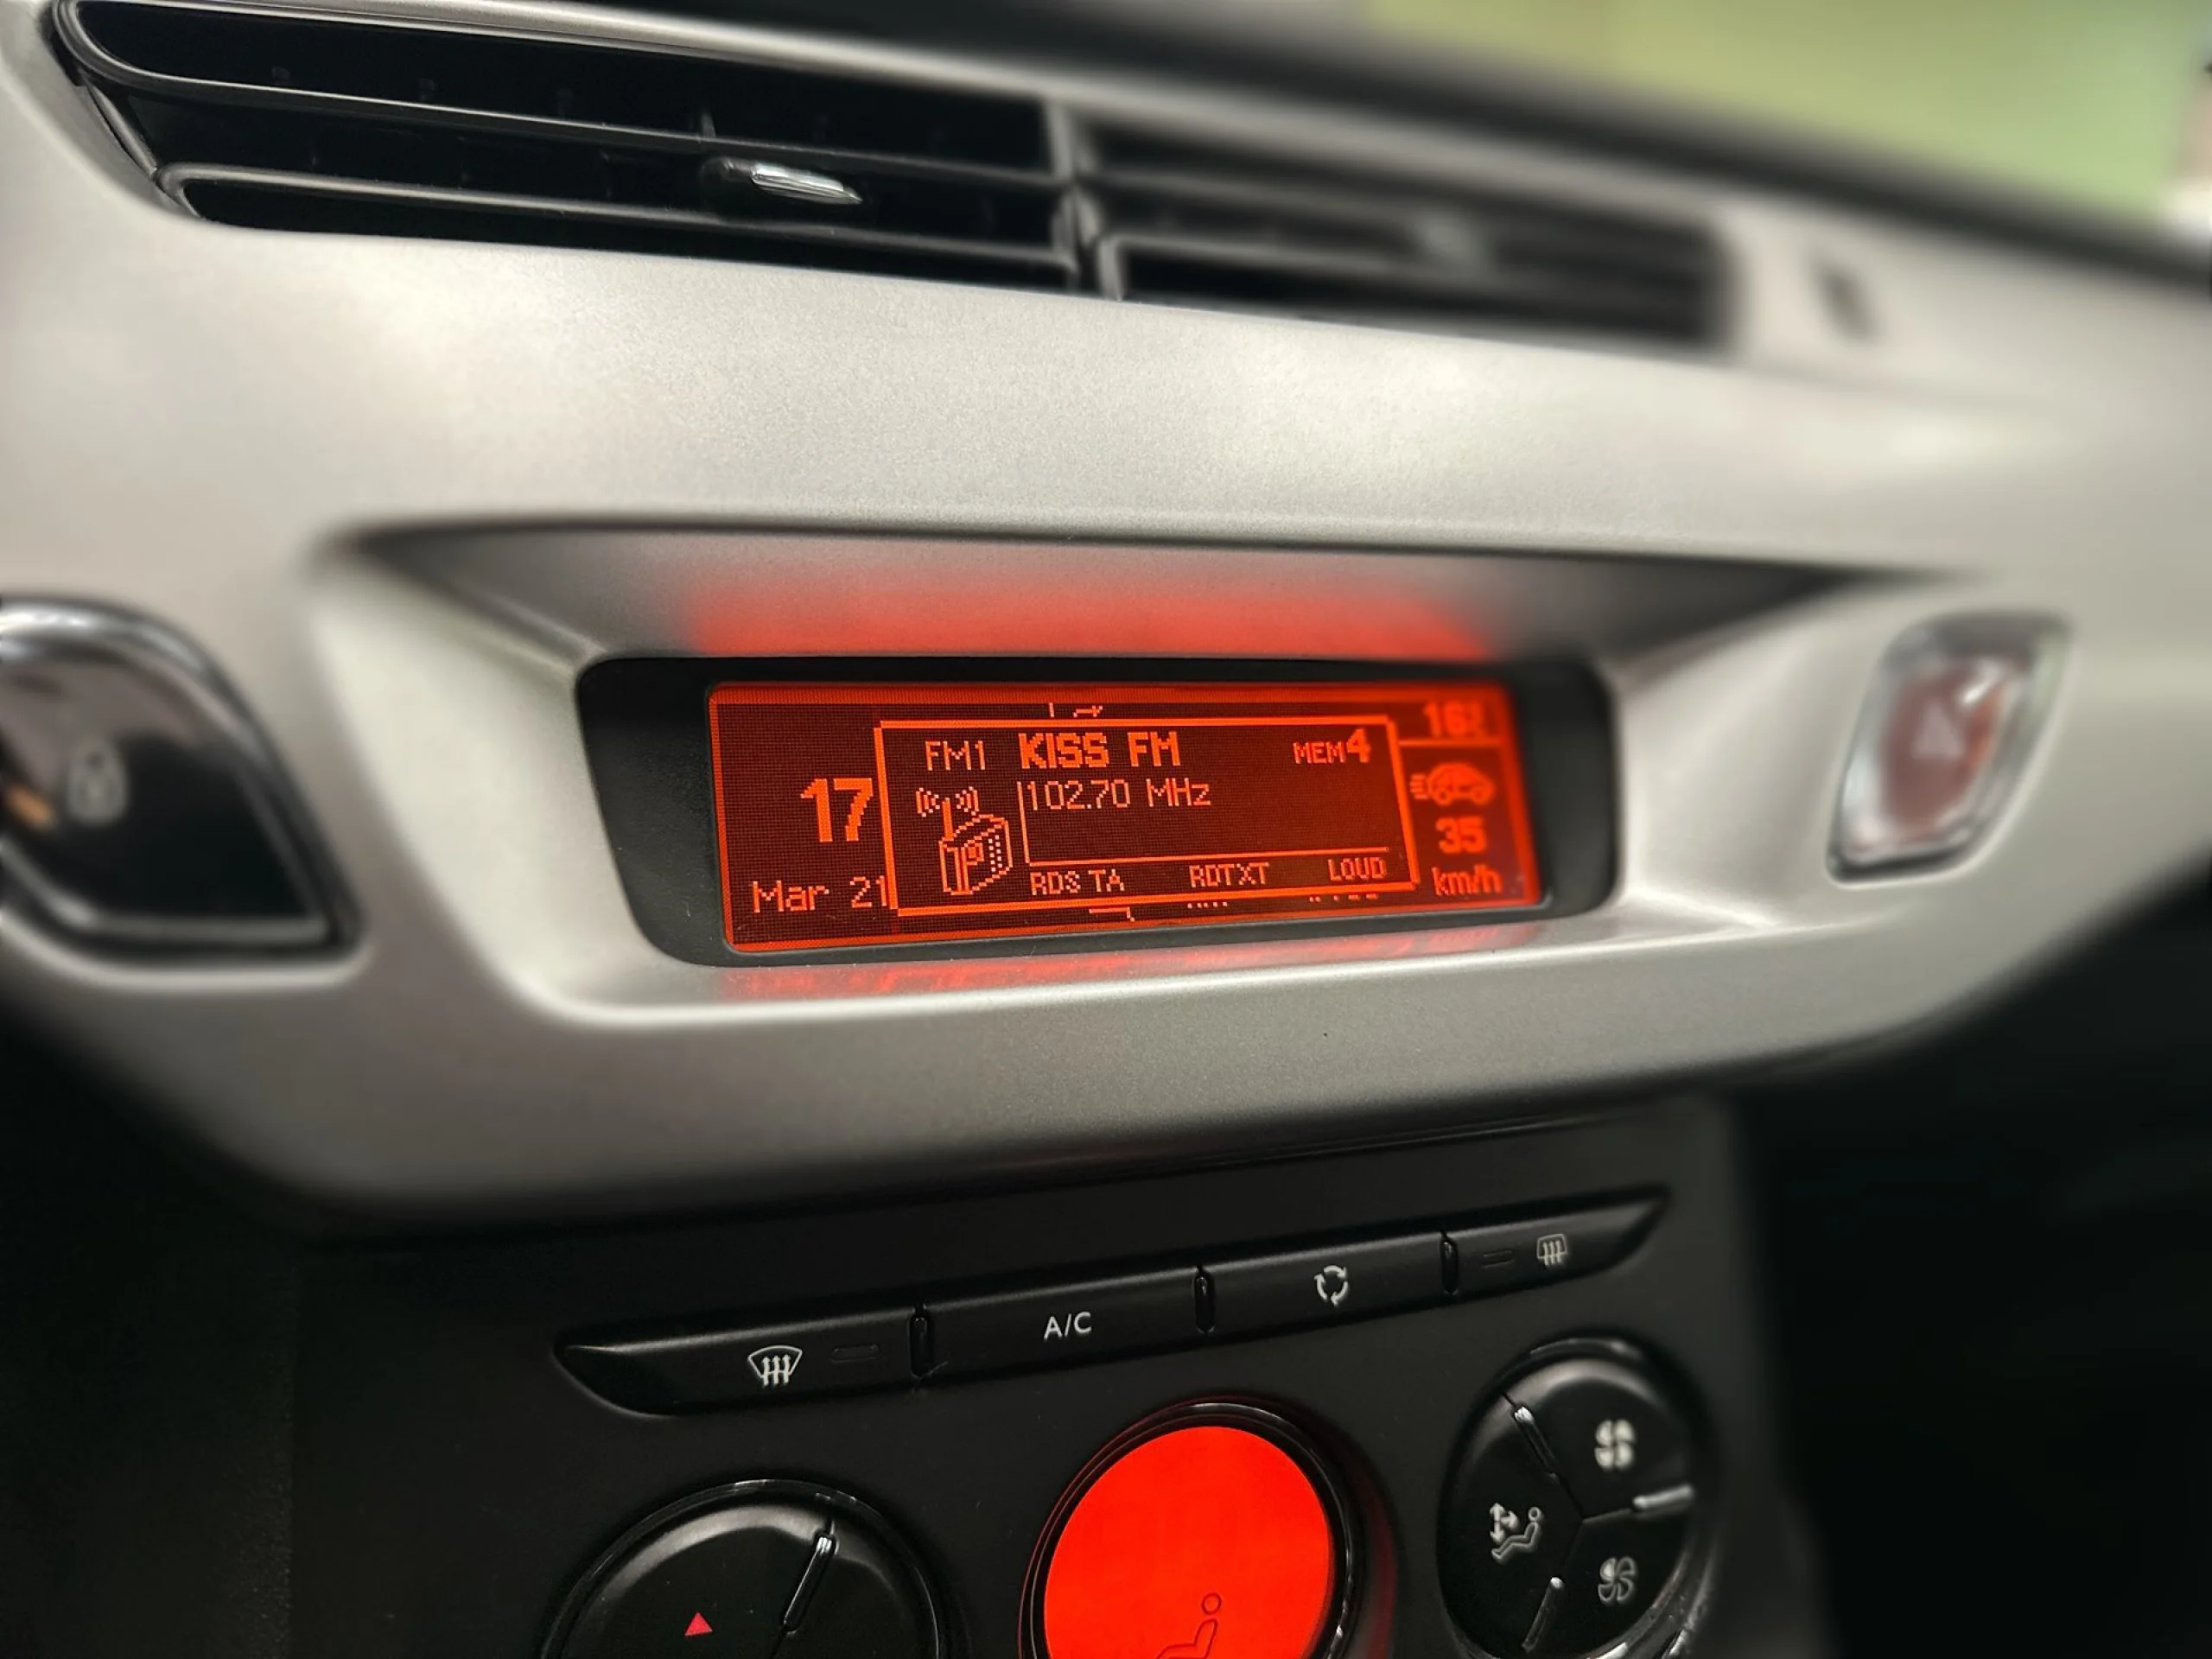 FM1 KISS FM MEM4
102.70 MHz
RDS TA RDTXT LOUD
17
Mar 21
35
km/h
A/C